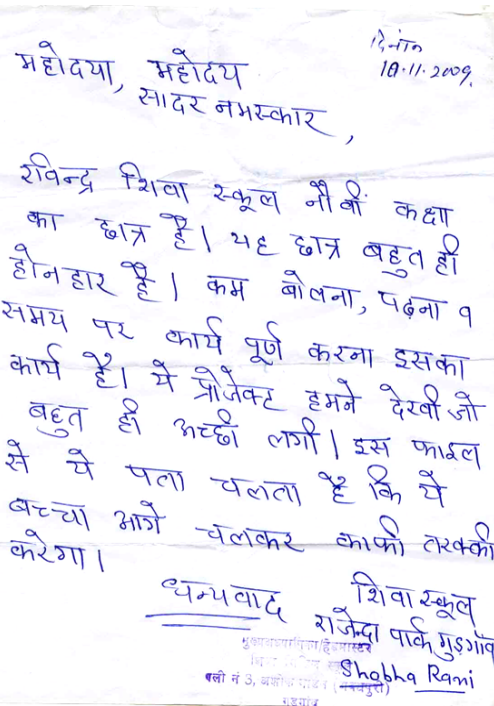 दिनांक
10.11.2009.
महोदया, महोदय
सादर नमस्कार,
रविन्द्र शिवा स्कूल नौवीं कक्षा
का छात्र है। यह छात्र बहुत ही
होनहार है। कम बोलना, पढ़ना व
समय पर कार्य पूर्ण करना इसका
कार्य है। ये प्रोजेक्ट हमने देखी जो
बहुत ही अच्छी लगी। इस फाइल
से ये पता चलता है कि ये
बच्चा आगे चलकर काफी तरक्की
करेगा।
धन्यवाद शिवा स्कूल
राजेन्द्रा पार्क गुड़गाँव
Shobha Rani
गली नं 3,
गुड़गांव